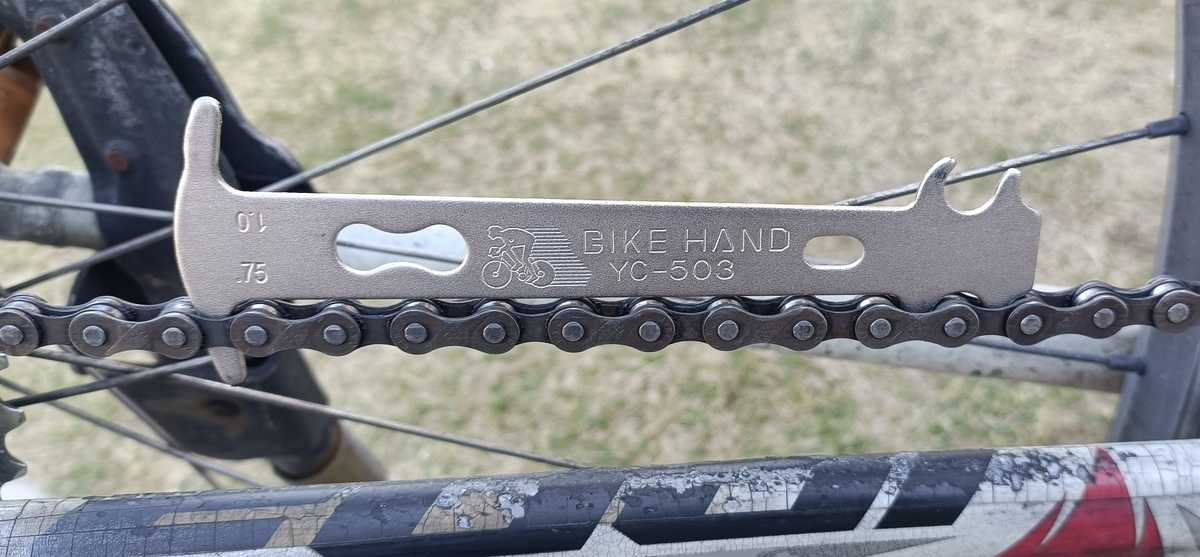 1.0
BIKE HAND
YC-503
.75